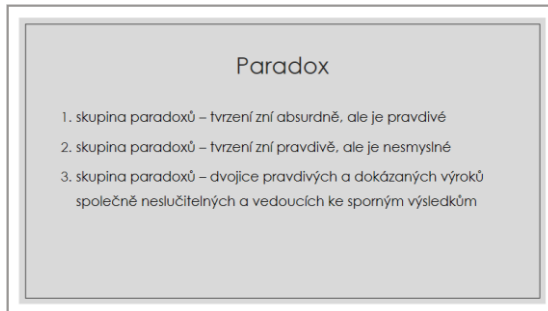 Paradox
1. skupina paradoxů – tvrzení zní absurdně, ale je pravdivé
2. skupina paradoxů – tvrzení zní pravdivě, ale je nesmyslné
3. skupina paradoxů – dvojice pravdivých a dokázaných výroků
společně neslučitelných a vedoucích ke sporným výsledkům